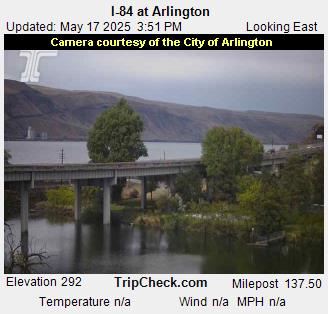 I-84 at Arlington
Updated: May 17 2025 3:51 PM Looking East
Camera courtesy of the City of Arlington
Elevation 292 TripCheck.com Milepost 137.50
Temperature n/a Wind n/a MPH n/a